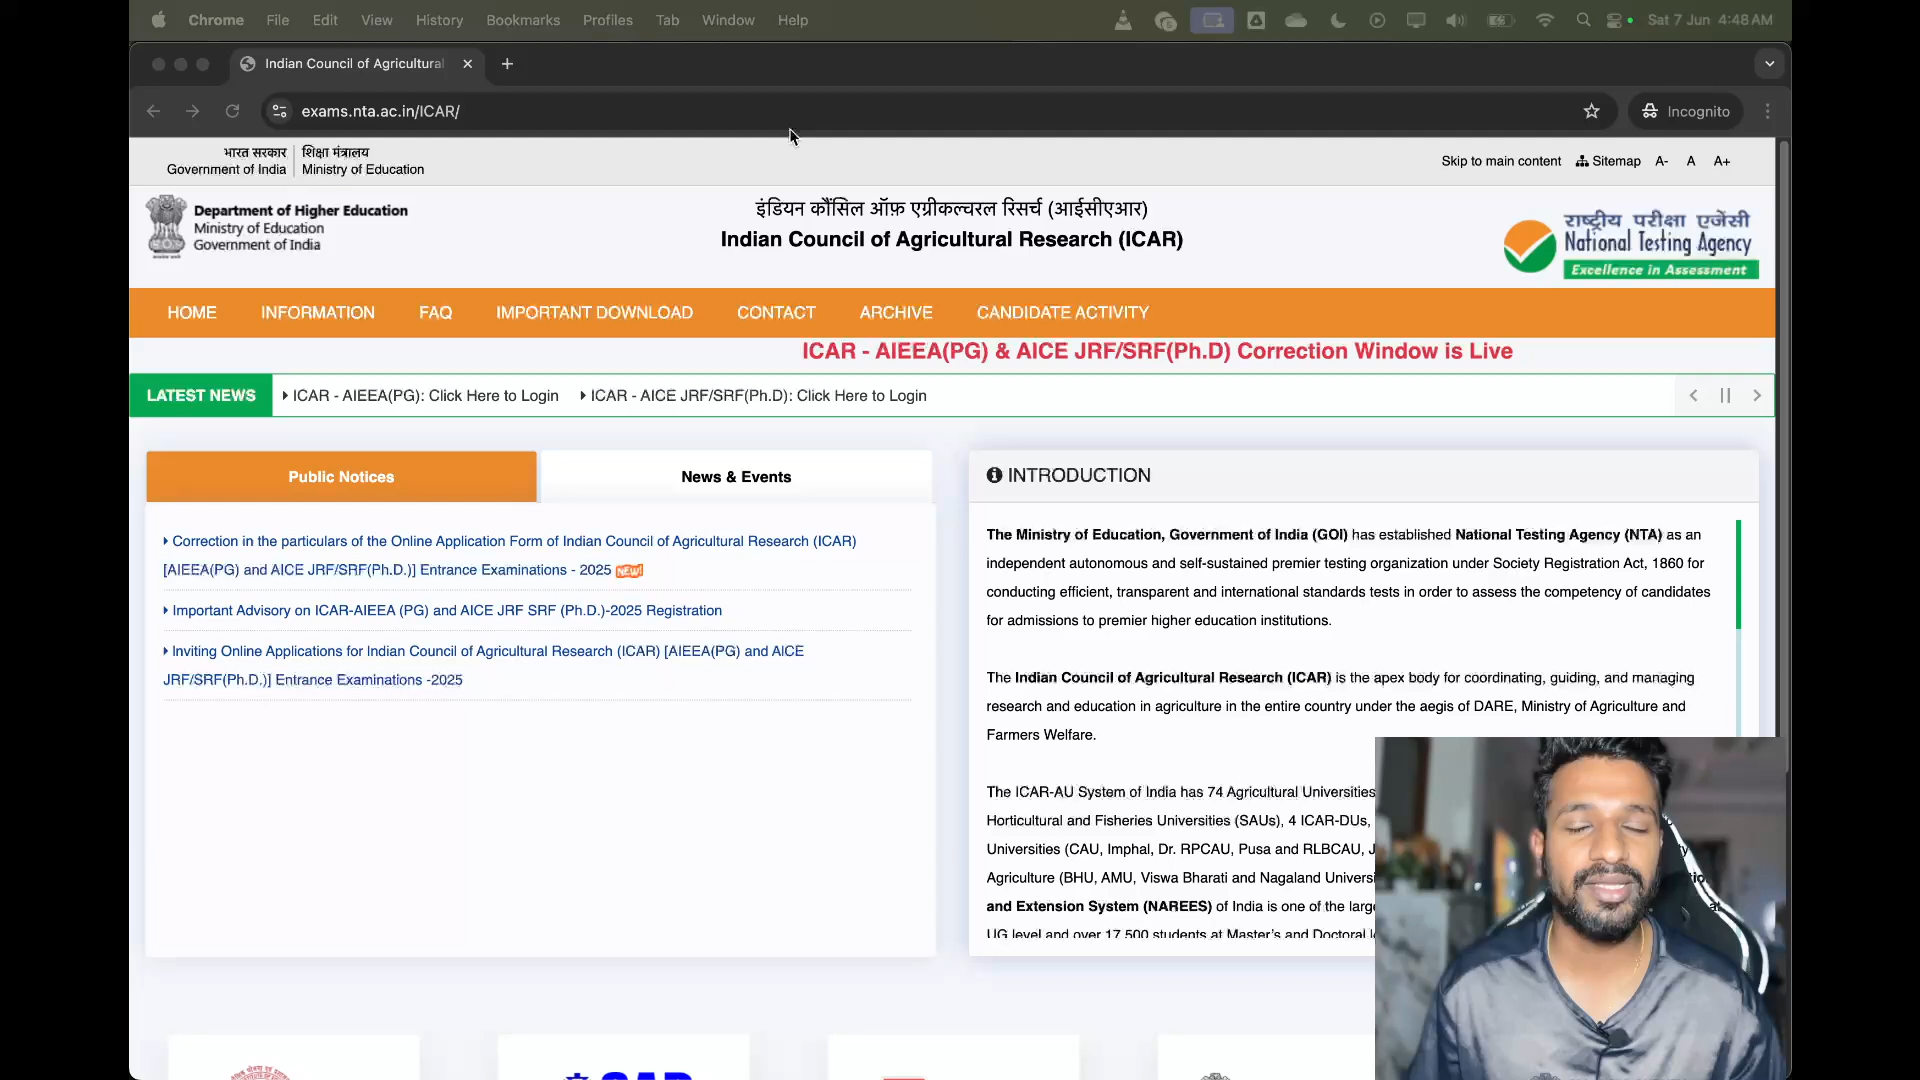 Chrome File Edit View History Bookmarks Profiles Tab Window Help Sat 7 Jun 4:48 AM
Indian Council of Agricultural
exams.nta.ac.in/ICAR/ Incognito
भारत सरकार शिक्षा मंत्रालय
Government of India Ministry of Education
Skip to main content Sitemap A- A A+
Department of Higher Education
Ministry of Education
Government of India
इंडियन कौंसिल ऑफ़ एग्रीकल्चरल रिसर्च (आईसीएआर)
Indian Council of Agricultural Research (ICAR)
राष्ट्रीय परीक्षा एजेंसी
National Testing Agency
Excellence in Assessment
HOME INFORMATION FAQ IMPORTANT DOWNLOAD CONTACT ARCHIVE CANDIDATE ACTIVITY
ICAR - AIEEA(PG) & AICE JRF/SRF(Ph.D) Correction Window is Live
LATEST NEWS ICAR - AIEEA(PG): Click Here to Login ICAR - AICE JRF/SRF(Ph.D): Click Here to Login
Public Notices News & Events
Correction in the particulars of the Online Application Form of Indian Council of Agricultural Research (ICAR)
[AIEEA(PG) and AICE JRF/SRF(Ph.D.)] Entrance Examinations - 2025 NEW!
Important Advisory on ICAR-AIEEA (PG) and AICE JRF SRF (Ph.D.)-2025 Registration
Inviting Online Applications for Indian Council of Agricultural Research (ICAR) [AIEEA(PG) and AICE
JRF/SRF(Ph.D.)] Entrance Examinations -2025
INTRODUCTION
The Ministry of Education, Government of India (GOI) has established National Testing Agency (NTA) as an
independent autonomous and self-sustained premier testing organization under Society Registration Act, 1860 for
conducting efficient, transparent and international standards tests in order to assess the competency of candidates
for admissions to premier higher education institutions.
The Indian Council of Agricultural Research (ICAR) is the apex body for coordinating, guiding, and managing
research and education in agriculture in the entire country under the aegis of DARE, Ministry of Agriculture and
Farmers Welfare.
The ICAR-AU System of India has 74 Agricultural Universities
Horticultural and Fisheries Universities (SAUs), 4 ICAR-DUs,
Universities (CAU, Imphal, Dr. RPCAU, Pusa and RLBCAU, J
Agriculture (BHU, AMU, Viswa Bharati and Nagaland Universi
and Extension System (NAREES) of India is one of the large
UG level and over 17,500 students at Master's and Doctoral l